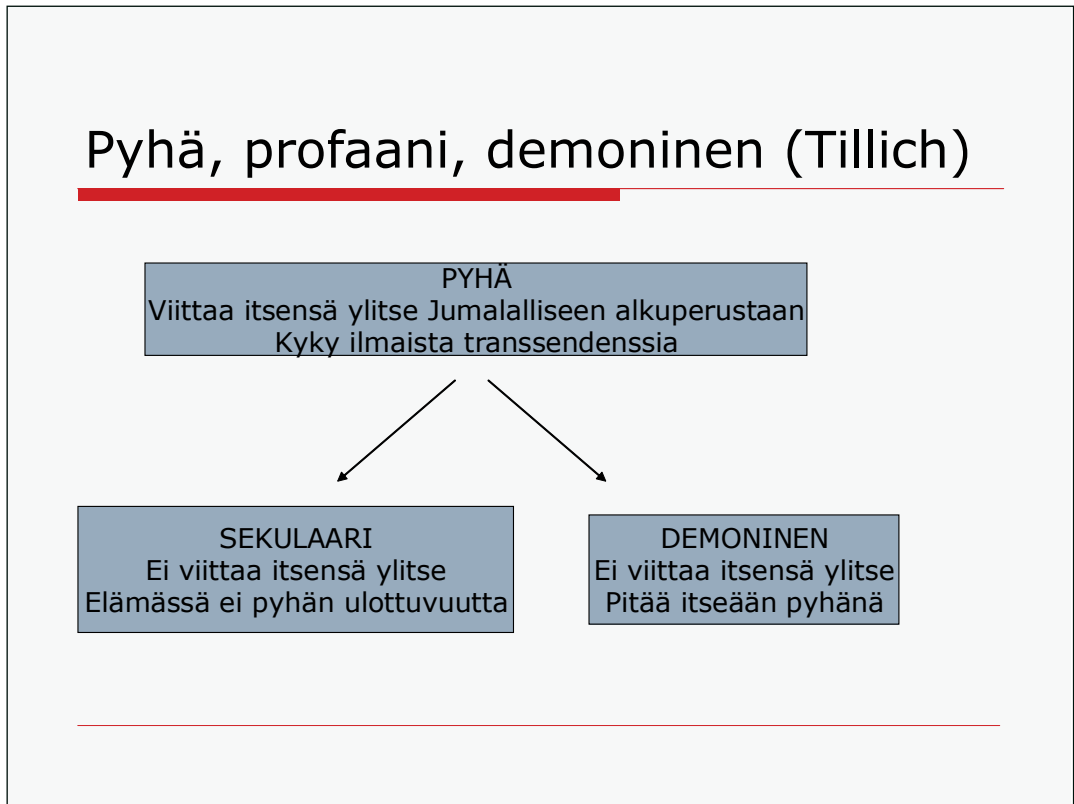 Pyhä, profaani, demoninen (Tillich)
PYHÄ
Viittaa itsensä ylitse Jumalalliseen alkuperustaan
Kyky ilmaista transsendenssia
SEKULAARI
Ei viittaa itsensä ylitse
Elämässä ei pyhän ulottuvuutta
DEMONINEN
Ei viittaa itsensä ylitse
Pitää itseään pyhänä